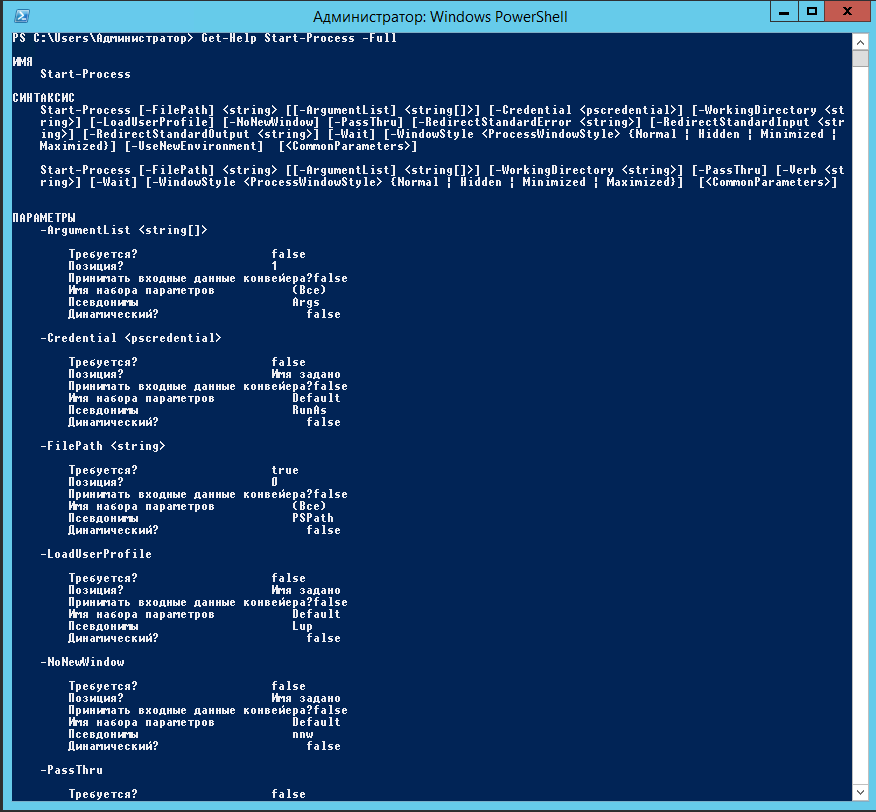 Администратор: Windows PowerShell
PS C:\Users\Администратор> Get-Help Start-Process -Full
ИМЯ
Start-Process
СИНТАКСИС
Start-Process [-FilePath] <string> [[-ArgumentList] <string[]>] [-Credential <pscredential>] [-WorkingDirectory <st
ring>] [-LoadUserProfile] [-NoNewWindow] [-PassThru] [-RedirectStandardError <string>] [-RedirectStandardInput <str
ing>] [-RedirectStandardOutput <string>] [-Wait] [-WindowStyle <ProcessWindowStyle> {Normal | Hidden | Minimized |
Maximized}] [-UseNewEnvironment]  [<CommonParameters>]
Start-Process [-FilePath] <string> [[-ArgumentList] <string[]>] [-WorkingDirectory <string>] [-PassThru] [-Verb <st
ring>] [-Wait] [-WindowStyle <ProcessWindowStyle> {Normal | Hidden | Minimized | Maximized}]  [<CommonParameters>]
ПАРАМЕТРЫ
-ArgumentList <string[]>
Требуется? false
Позиция? 1
Принимать входные данные конвейера?false
Имя набора параметров (Все)
Псевдонимы Args
Динамический? false
-Credential <pscredential>
Требуется? false
Позиция? Имя задано
Принимать входные данные конвейера?false
Имя набора параметров Default
Псевдонимы RunAs
Динамический? false
-FilePath <string>
Требуется? true
Позиция? 0
Принимать входные данные конвейера?false
Имя набора параметров (Все)
Псевдонимы PSPath
Динамический? false
-LoadUserProfile
Требуется? false
Позиция? Имя задано
Принимать входные данные конвейера?false
Имя набора параметров Default
Псевдонимы Lup
Динамический? false
-NoNewWindow
Требуется? false
Позиция? Имя задано
Принимать входные данные конвейера?false
Имя набора параметров Default
Псевдонимы nnw
Динамический? false
-PassThru
Требуется? false